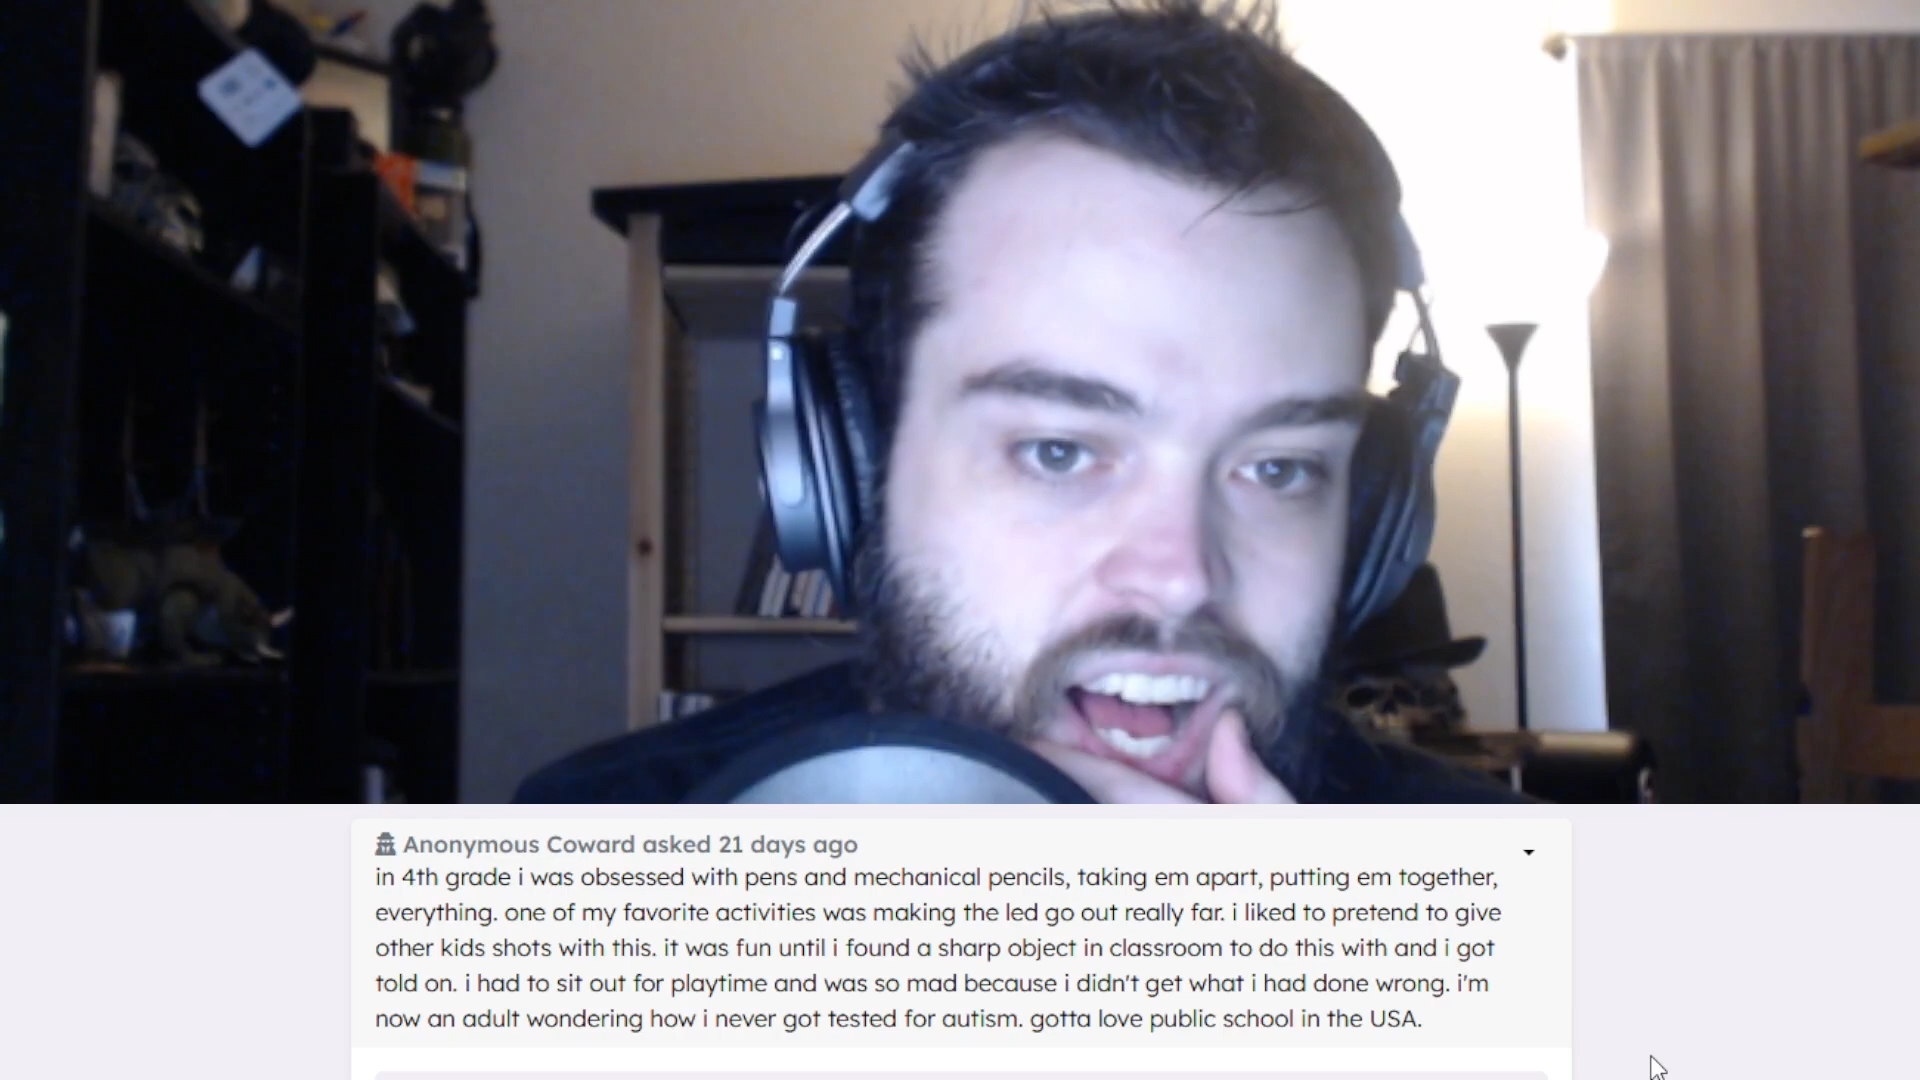 Anonymous Coward asked 21 days ago
in 4th grade i was obsessed with pens and mechanical pencils, taking em apart, putting em together,
everything. one of my favorite activities was making the led go out really far. i liked to pretend to give
other kids shots with this. it was fun until i found a sharp object in classroom to do this with and i got
told on. i had to sit out for playtime and was so mad because i didn't get what i had done wrong. i'm
now an adult wondering how i never got tested for autism. gotta love public school in the USA.